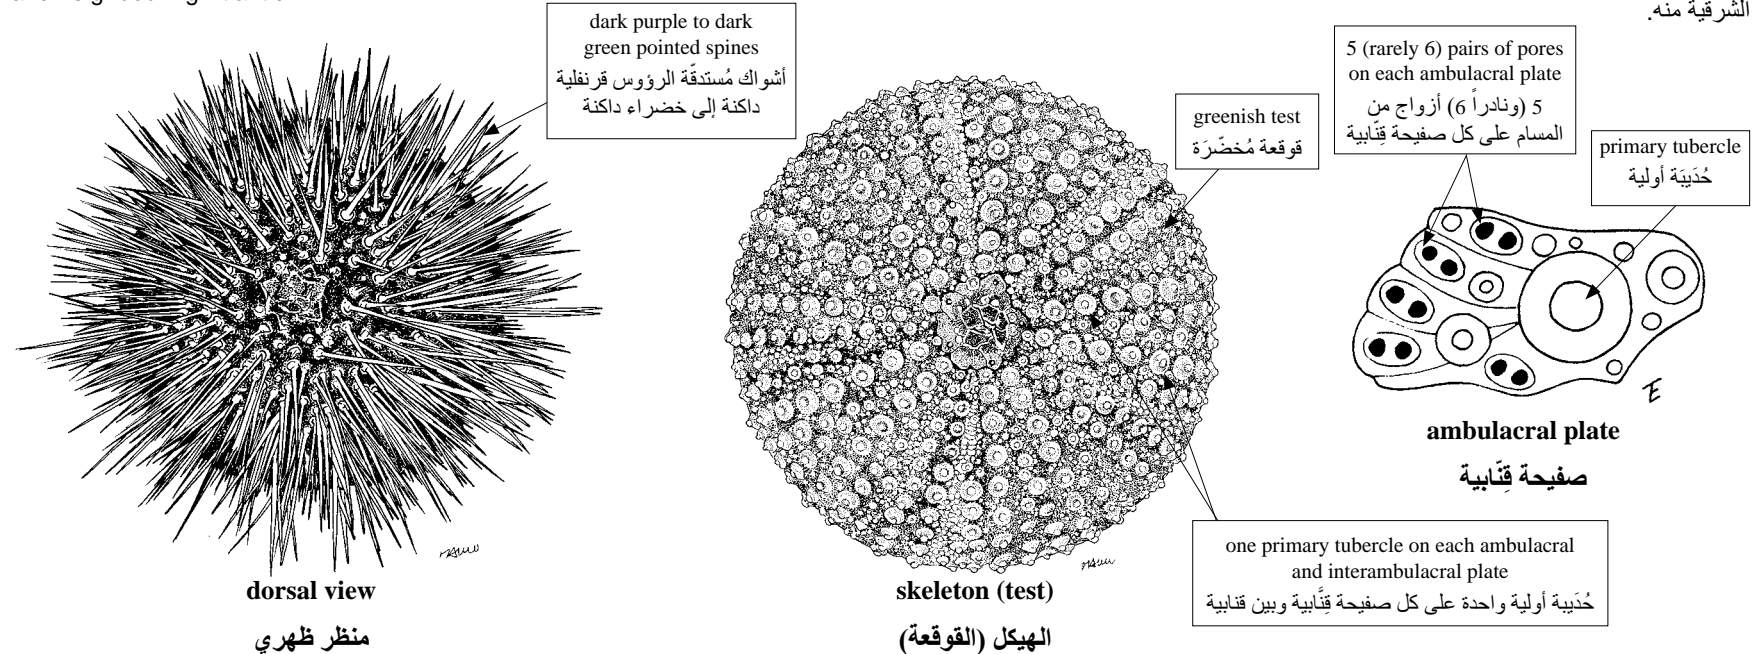 الشرقية منه.
dark purple to dark
green pointed spines
أشواك مُستدقّة الرؤوس قرنفلية
داكنة إلى خضراء داكنة
greenish test
قوقعة مُخضّرَة
5 (rarely 6) pairs of pores
on each ambulacral plate
5 (ونادراً 6) أزواج من
المسام على كل صفيحة قِنّابية
primary tubercle
حُدَيبَة أولية
ambulacral plate
صفيحة قِنّابية
one primary tubercle on each ambulacral
and interambulacral plate
حُدَيبة أولية واحدة على كل صفيحة قِنَّابية وبين قنابية
dorsal view
منظر ظهري
skeleton (test)
الهيكل (القوقعة)